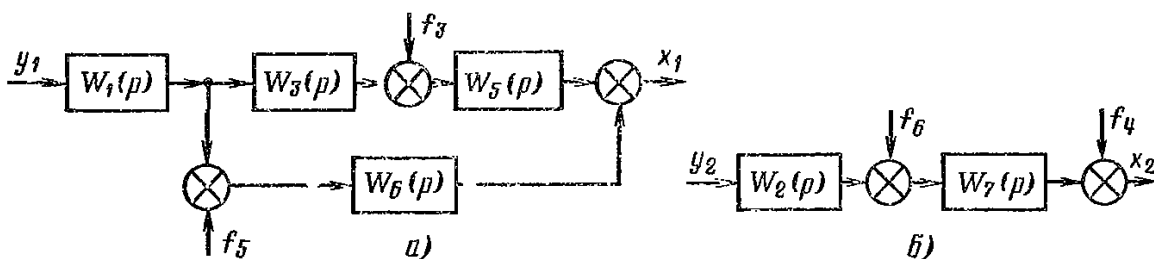 y₁ W₁(p) W₃(p) f₃ W₅(p) x₁
W₆(p)
f₅
а)
y₂ W₂(p) f₆ W₇(p) f₄ x₂
б)